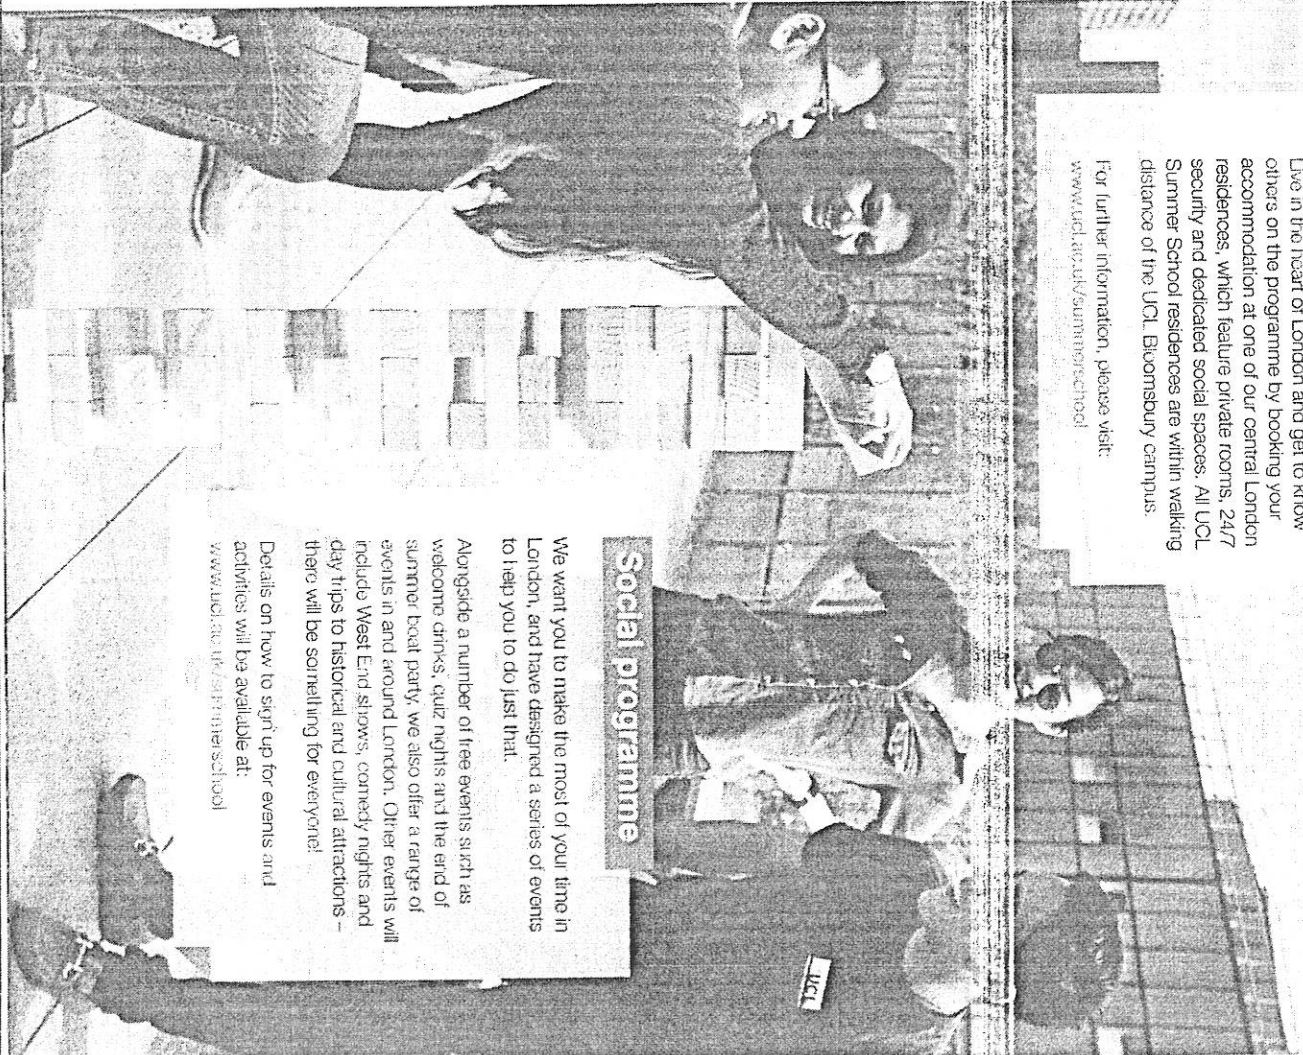 Live in the heart of London and get to know
others on the programme by booking your
accommodation at one of our central London
residences, which feature private rooms, 24/7
security and dedicated social spaces. All UCL
Summer School residences are within walking
distance of the UCL Bloomsbury campus.
For further information, please visit:
www.ucl.ac.uk/summerschool
Social programme
We want you to make the most of your time in
London, and have designed a series of events
to help you to do just that.
Alongside a number of free events such as
welcome drinks, quiz nights and the end of
summer boat party, we also offer a range of
events in and around London. Other events will
include West End shows, comedy nights and
day trips to historical and cultural attractions –
there will be something for everyone!
Details on how to sign up for events and
activities will be available at:
www.ucl.ac.uk/summerschool
UCL